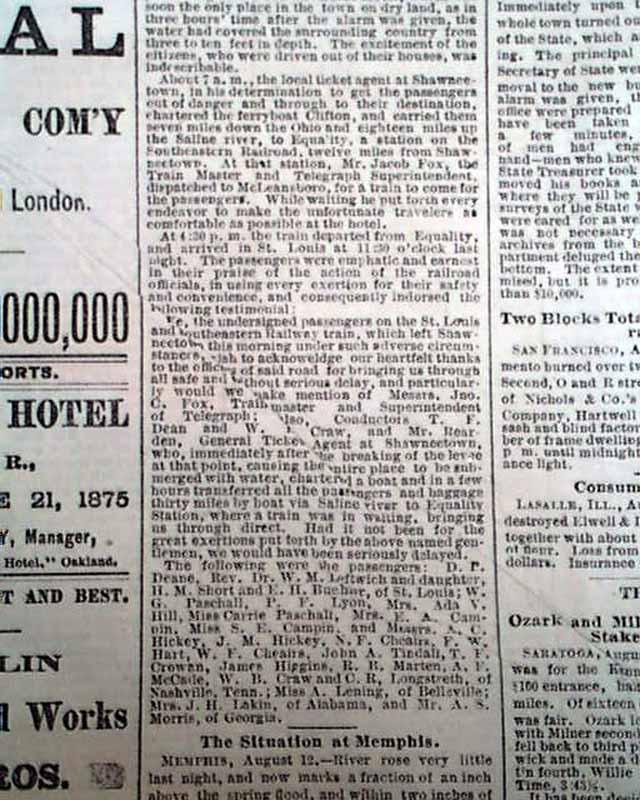 AL
COM'Y
London.
000,000
ORTS.
HOTEL
R.,
E 21, 1875
Y, Manager,
Hotel," Oakland.
T AND BEST.
LIN
d Works
ROS.
soon the only place in the town on dry land, as in
three hours' time after the alarm was given, the
water had covered the surrounding country from
three to ten feet in depth. The excitement of the
citizens, who were driven out of their houses, was
indescribable.
About 7 a. m., the local ticket agent at Shawnee-
town, in his determination to get the passengers
out of danger and through to their destination,
chartered the ferryboat Clifton, and carried them
seven miles down the Ohio and eighteen miles up
the Saline river, to Equality, a station on the
Southeastern Railroad, twelve miles from Shaw-
neetown. At that station, Mr. Jacob Fox, the
Train Master and Telegraph Superintendent,
dispatched to McLeansboro, for a train to come for
the passengers. While waiting he put forth every
endeavor to make the unfortunate travelers as
comfortable as possible at the hotel.
At 4:30 p. m. the train departed from Equality,
and arrived in St. Louis at 11:30 o'clock last
night. The passengers were emphatic and earnest
in their praise of the action of the railroad
officials, in using every exertion for their safety
and convenience, and consequently indorsed the
following testimonial:
We, the undersigned passengers on the St. Louis
and Southeastern Railway train, which left Shaw-
neetown this morning under such adverse circum-
stances, wish to acknowledge our heartfelt thanks
to the officers of said road for bringing us through
all safe and without serious delay, and particular-
ly would we make mention of Messrs. Jno.
C. Fox, Trainmaster and Superintendent
of Telegraph; also, Conductors T. F.
Dean and W. Craw, and Mr. Rear-
den, General Ticket Agent at Shawneetown,
who, immediately after the breaking of the levee
at that point, causing the entire place to be sub-
merged with water, chartered a boat and in a few
hours transferred all the passengers and baggage
thirty miles by boat via Saline river to Equality
Station, where a train was in waiting, bringing
us through direct. Had it not been for the
great exertions put forth by the above named gen-
tlemen, we would have been seriously delayed.
The following were the passengers: D. P.
Deane, Rev. Dr. W. M. Leftwich and daughter,
H. M. Short and E. H. Bucher, of St. Louis; W.
G. Paschall, P. F. Lyon, Mrs. Ada V.
Hill, Miss Carrie Paschall, Mrs. E. A. Cam-
pin, Miss S. E. Campin, and Messrs. A. C.
Hickey, J. M. Hickey, N. F. Cheairs, F. W.
Hart, W. F. Cheairs, John A. Tindall, T. F.
Crowen, James Higgins, R. B. Marten, A. F.
McCade, W. B. Craw and C. R. Longstreth, of
Nashville, Tenn.; Miss A. Lening, of Belleville;
Mrs. J. H. Lakin, of Alabama, and Mr. A. S.
Morris, of Georgia.
The Situation at Memphis.
MEMPHIS, August 12.—River rose very little
last night, and now marks a fraction of an inch
above the spring flood, and within two inches of
Immediately upon
whole town turned o
of the State, which a
ing. The principal
Secretary of State wer
moval to the new bu
alarm was given, th
office were prepared
have been taken
a few minutes.
of men had eng
hand—men who knew
State Treasurer took
moved his books a
where they will be p
surveys of the State w
were cared for as we
was not necessary
archives from the b
partment deluged the
bottom. The extent
mised, but it is pro
than $10,000.
Two Blocks Tota
r
SAN FRANCISCO, A
mento burned over tw
Second, O and R stre
of Nichols & Co.'s
Company, Hartwell
sash and blind factor
ber of frame dwellin
p m. until midnight
ance light.
Consum
LASALLE, ILL., Au
destroyed Elwell & I
together with about
of flour. Loss from
dollars. Insurance
TH
Ozark and Mil
Stake
SARATOGA, Augus
was for the Kenn
$100 entrance, hal
miles. Of sixteen
was fair. Ozark l
with Milner second
fell back to third p
wick and made a d
tin fourth, Willie
Time, 3:43½.
It has been dec